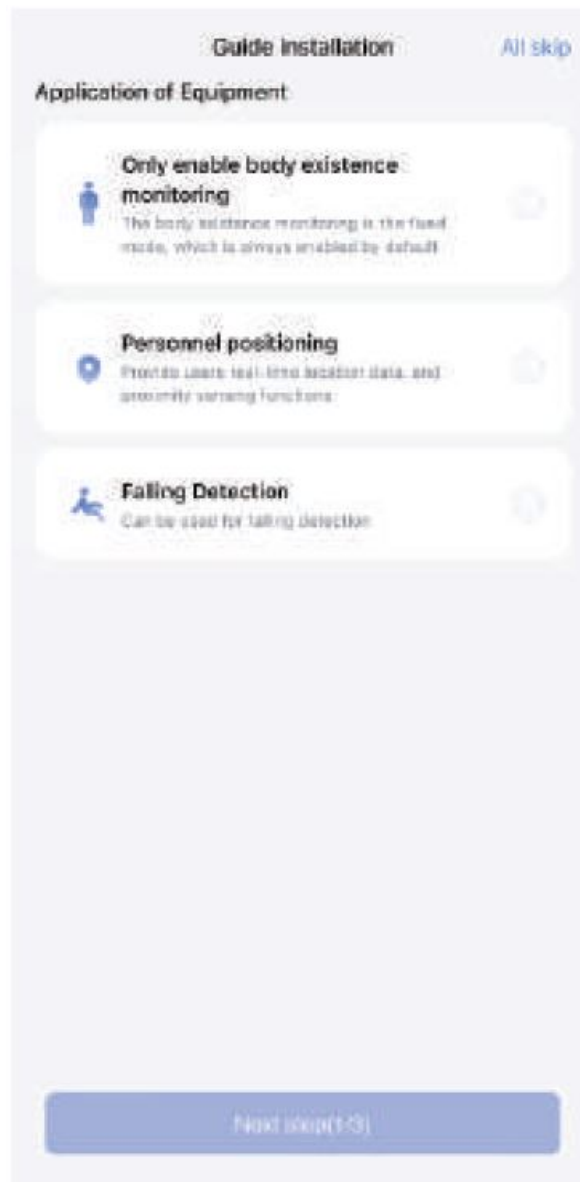 Guide installation
All skip
Application of Equipment
Only enable body existence
monitoring
The body existence monitoring is the fixed
mode, which is always enabled by default
Personnel positioning
Provide users real-time location data, and
proximity sensing functions
Falling Detection
Can be used for falling detection
Next step(1/3)